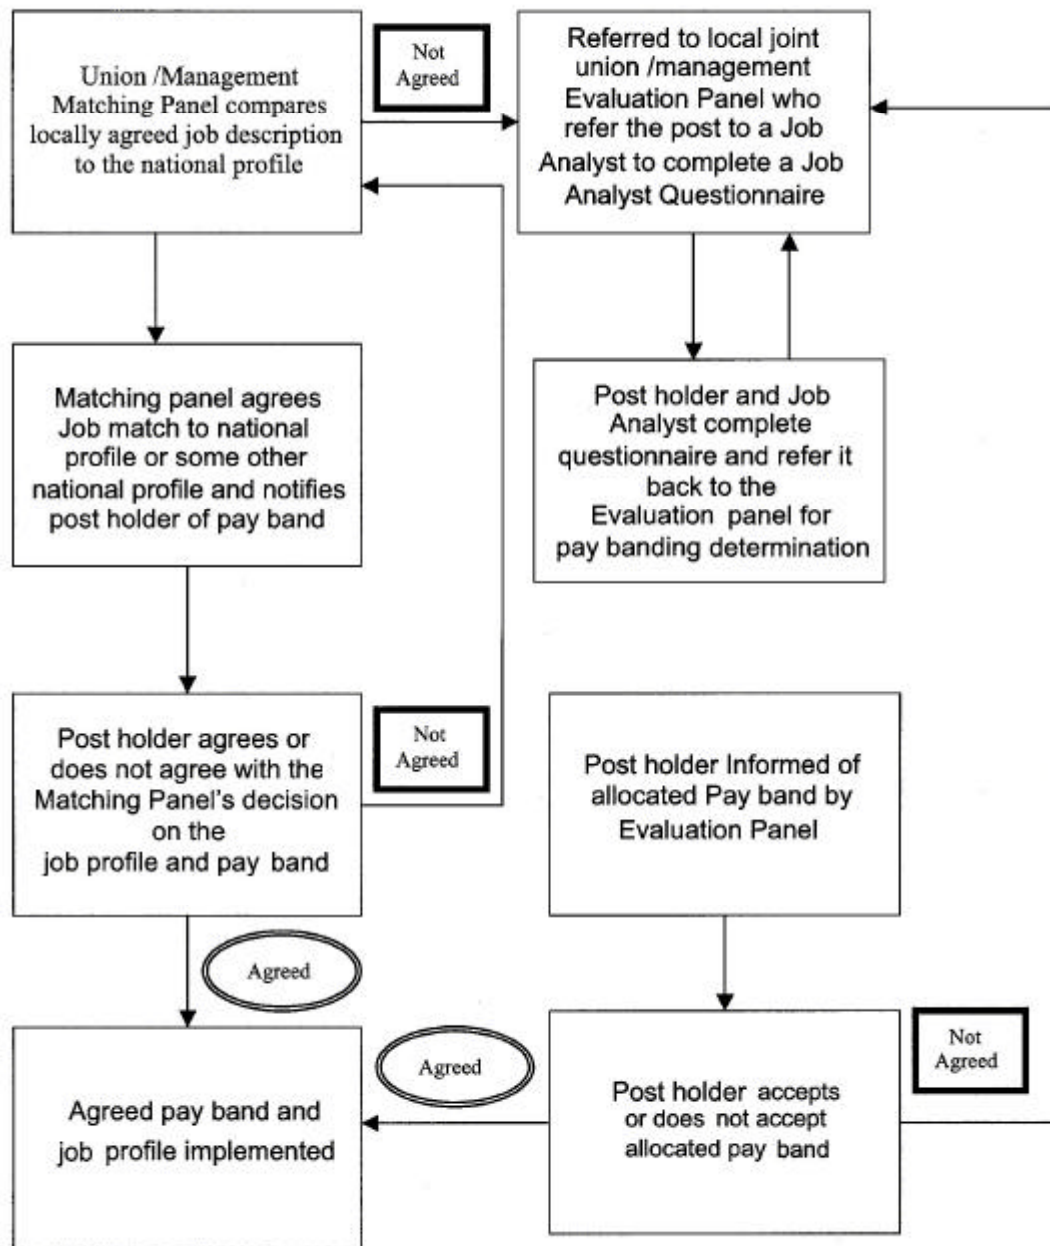 Union /Management
Matching Panel compares
locally agreed job description
to the national profile
Not
Agreed
Referred to local joint
union /management
Evaluation Panel who
refer the post to a Job
Analyst to complete a Job
Analyst Questionnaire
Matching panel agrees
Job match to national
profile or some other
national profile and notifies
post holder of pay band
Post holder and Job
Analyst complete
questionnaire and refer it
back to the
Evaluation panel for
pay banding determination
Post holder agrees or
does not agree with the
Matching Panel's decision
on the
job profile and pay band
Not
Agreed
Post holder Informed of
allocated Pay band by
Evaluation Panel
Agreed
Agreed pay band and
job profile implemented
Agreed
Post holder accepts
or does not accept
allocated pay band
Not
Agreed